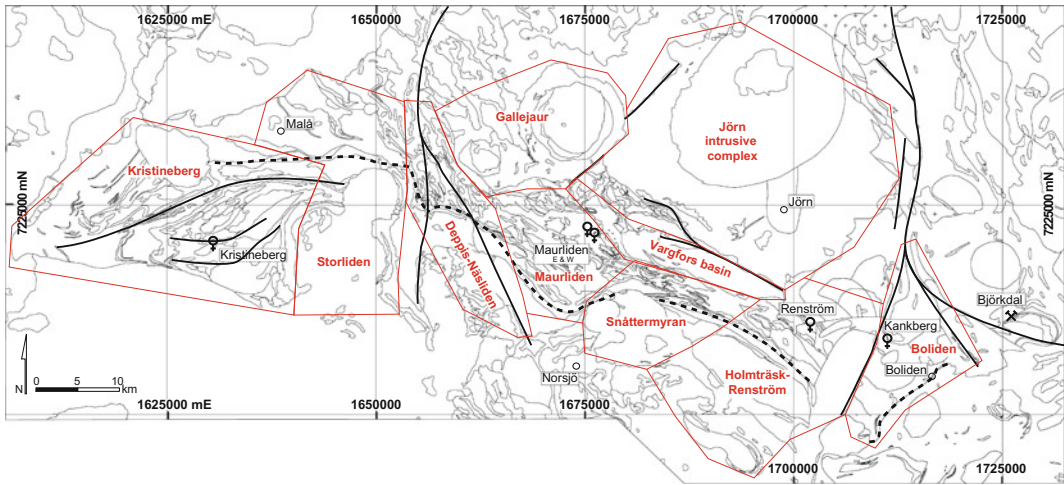 1625000 mE
1650000
1675000
1700000
1725000
Malå
Gallejaur
Jörn
intrusive
complex
Kristineberg
7225000 mN
7225000 mN
Jörn
Kristineberg
Storliden
Deppis-Näsliden
Maurliden
E & W
Maurliden
Vargfors basin
Snåttermyran
Renström
Kankberg
Björkdal
Boliden
Boliden
Norsjö
Holmträsk-
Renström
N
0 5 10
km
1625000 mE
1650000
1675000
1700000
1725000